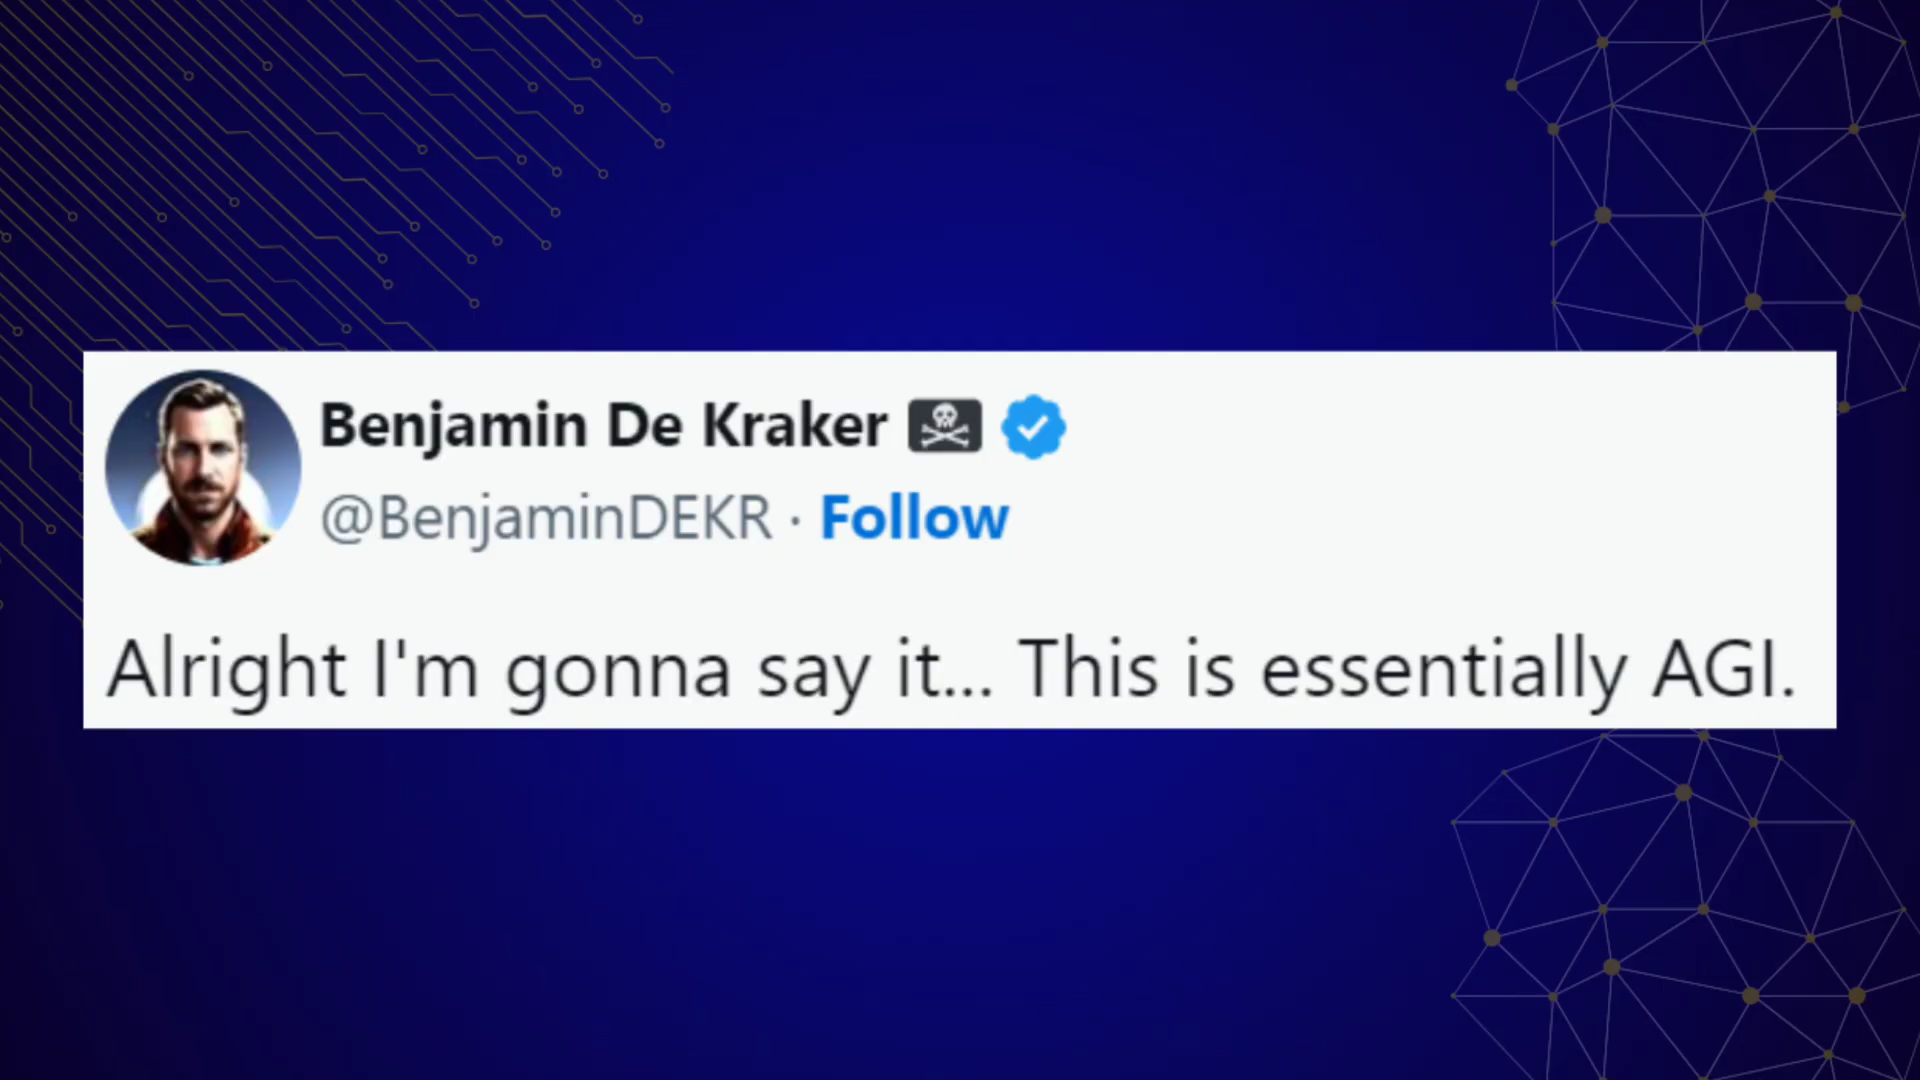 Benjamin De Kraker 🏴‍☠️
@BenjaminDEKR · Follow
Alright I'm gonna say it... This is essentially AGI.